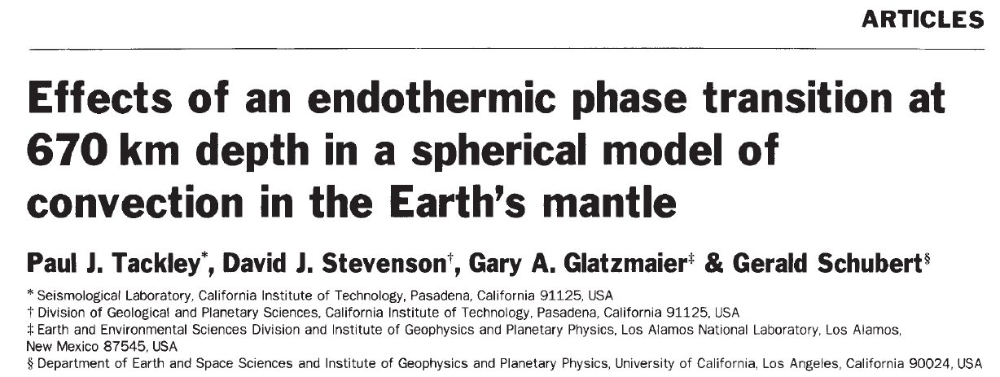 ARTICLES
Effects of an endothermic phase transition at
670 km depth in a spherical model of
convection in the Earth's mantle
Paul J. Tackley*, David J. Stevenson†, Gary A. Glatzmaier‡ & Gerald Schubert§
* Seismological Laboratory, California Institute of Technology, Pasadena, California 91125, USA
† Division of Geological and Planetary Sciences, California Institute of Technology, Pasadena, California 91125, USA
‡ Earth and Environmental Sciences Division and Institute of Geophysics and Planetary Physics, Los Alamos National Laboratory, Los Alamos,
New Mexico 87545, USA
§ Department of Earth and Space Sciences and Institute of Geophysics and Planetary Physics, University of California, Los Angeles, California 90024, USA